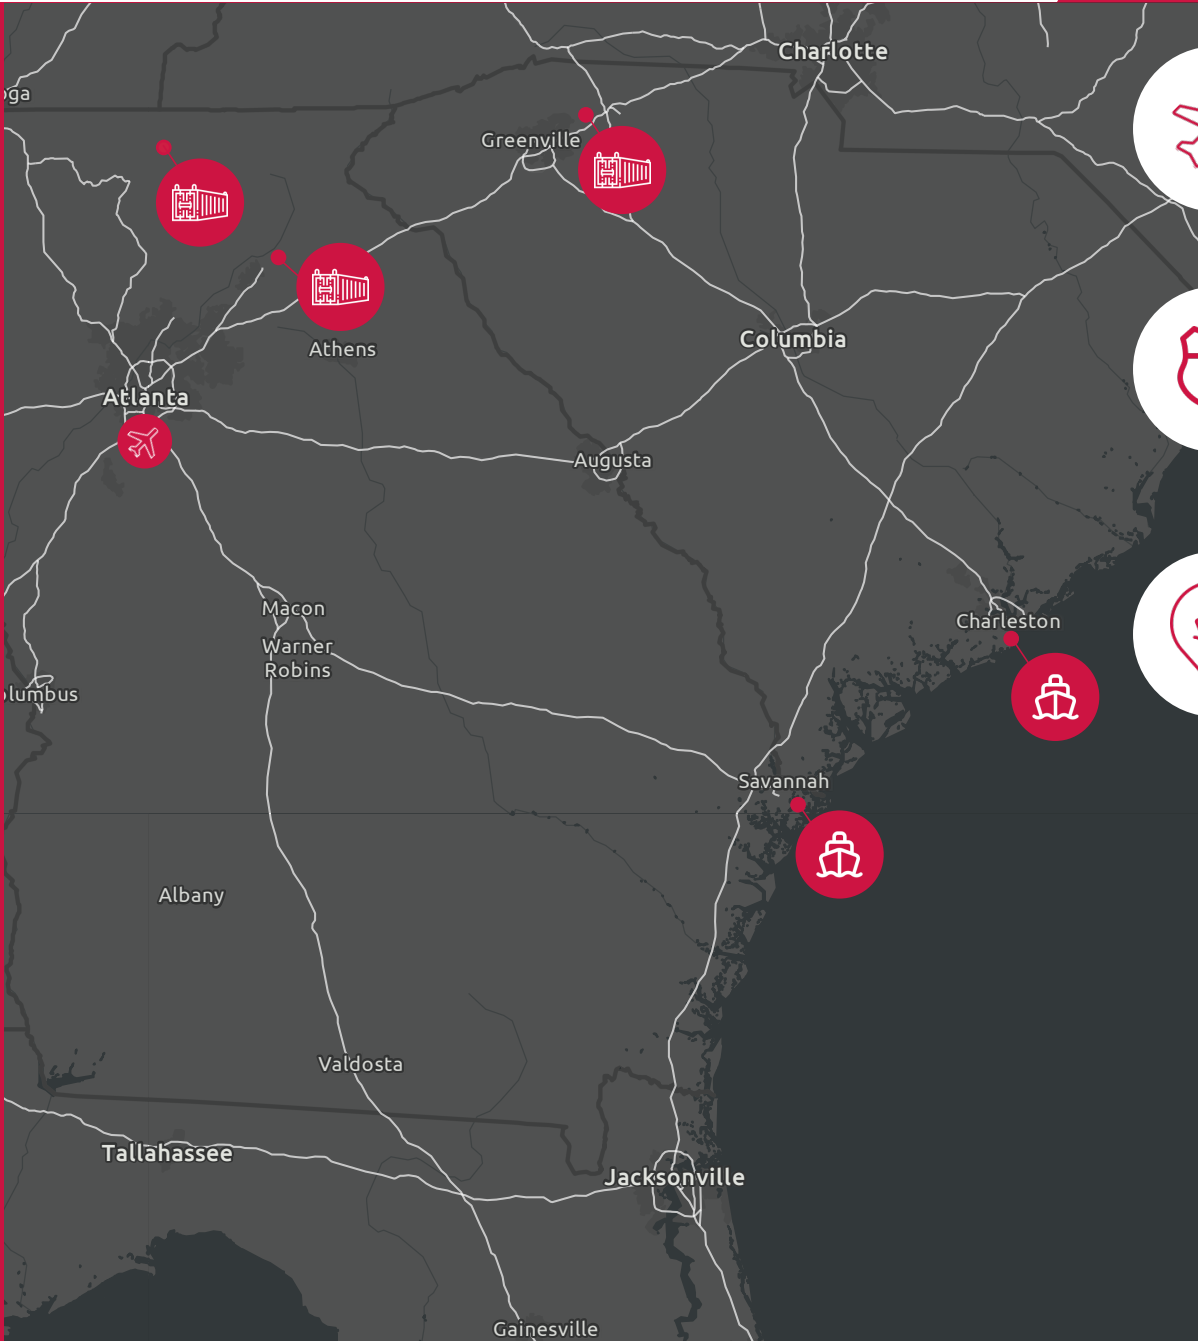 Charlotte
Greenville
Columbia
Athens
Atlanta
Augusta
Macon
Warner
Robins
Charleston
Savannah
Albany
Valdosta
Tallahassee
Jacksonville
Gainesville